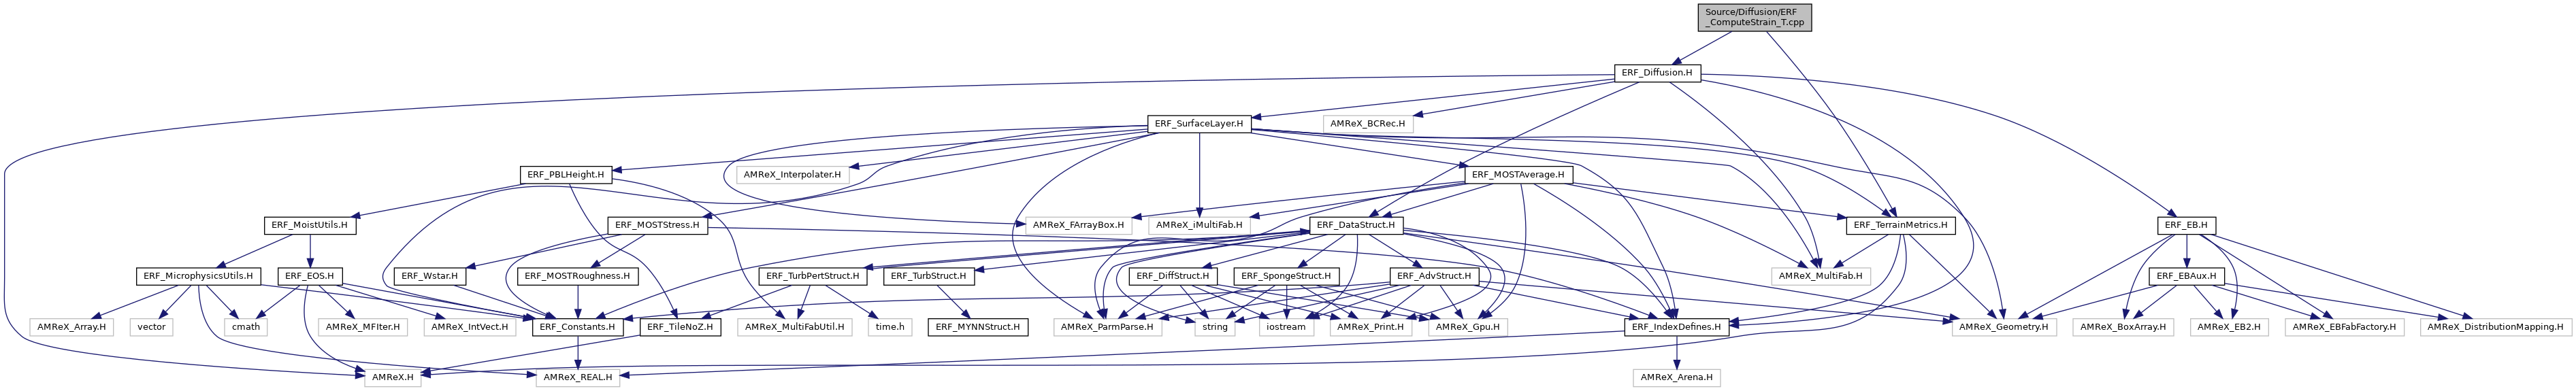 Source/Diffusion/ERF
_ComputeStrain_T.cpp
ERF_Diffusion.H
ERF_SurfaceLayer.H
AMReX_BCRec.H
ERF_PBLHeight.H
AMReX_Interpolater.H
ERF_MOSTAverage.H
ERF_MoistUtils.H
ERF_MOSTStress.H
AMReX_FArrayBox.H
AMReX_iMultiFab.H
ERF_DataStruct.H
ERF_TerrainMetrics.H
ERF_EB.H
ERF_MicrophysicsUtils.H
ERF_EOS.H
ERF_Wstar.H
ERF_MOSTRoughness.H
ERF_TurbPertStruct.H
ERF_TurbStruct.H
ERF_DiffStruct.H
ERF_SpongeStruct.H
ERF_AdvStruct.H
AMReX_MultiFab.H
ERF_EBAux.H
AMReX_Array.H
vector
cmath
AMReX_MFIter.H
AMReX_IntVect.H
ERF_Constants.H
ERF_TileNoZ.H
AMReX_MultiFabUtil.H
time.h
ERF_MYNNStruct.H
AMReX_ParmParse.H
string
iostream
AMReX_Print.H
AMReX_Gpu.H
ERF_IndexDefines.H
AMReX_Geometry.H
AMReX_BoxArray.H
AMReX_EB2.H
AMReX_EBFabFactory.H
AMReX_DistributionMapping.H
AMReX.H
AMReX_REAL.H
AMReX_Arena.H